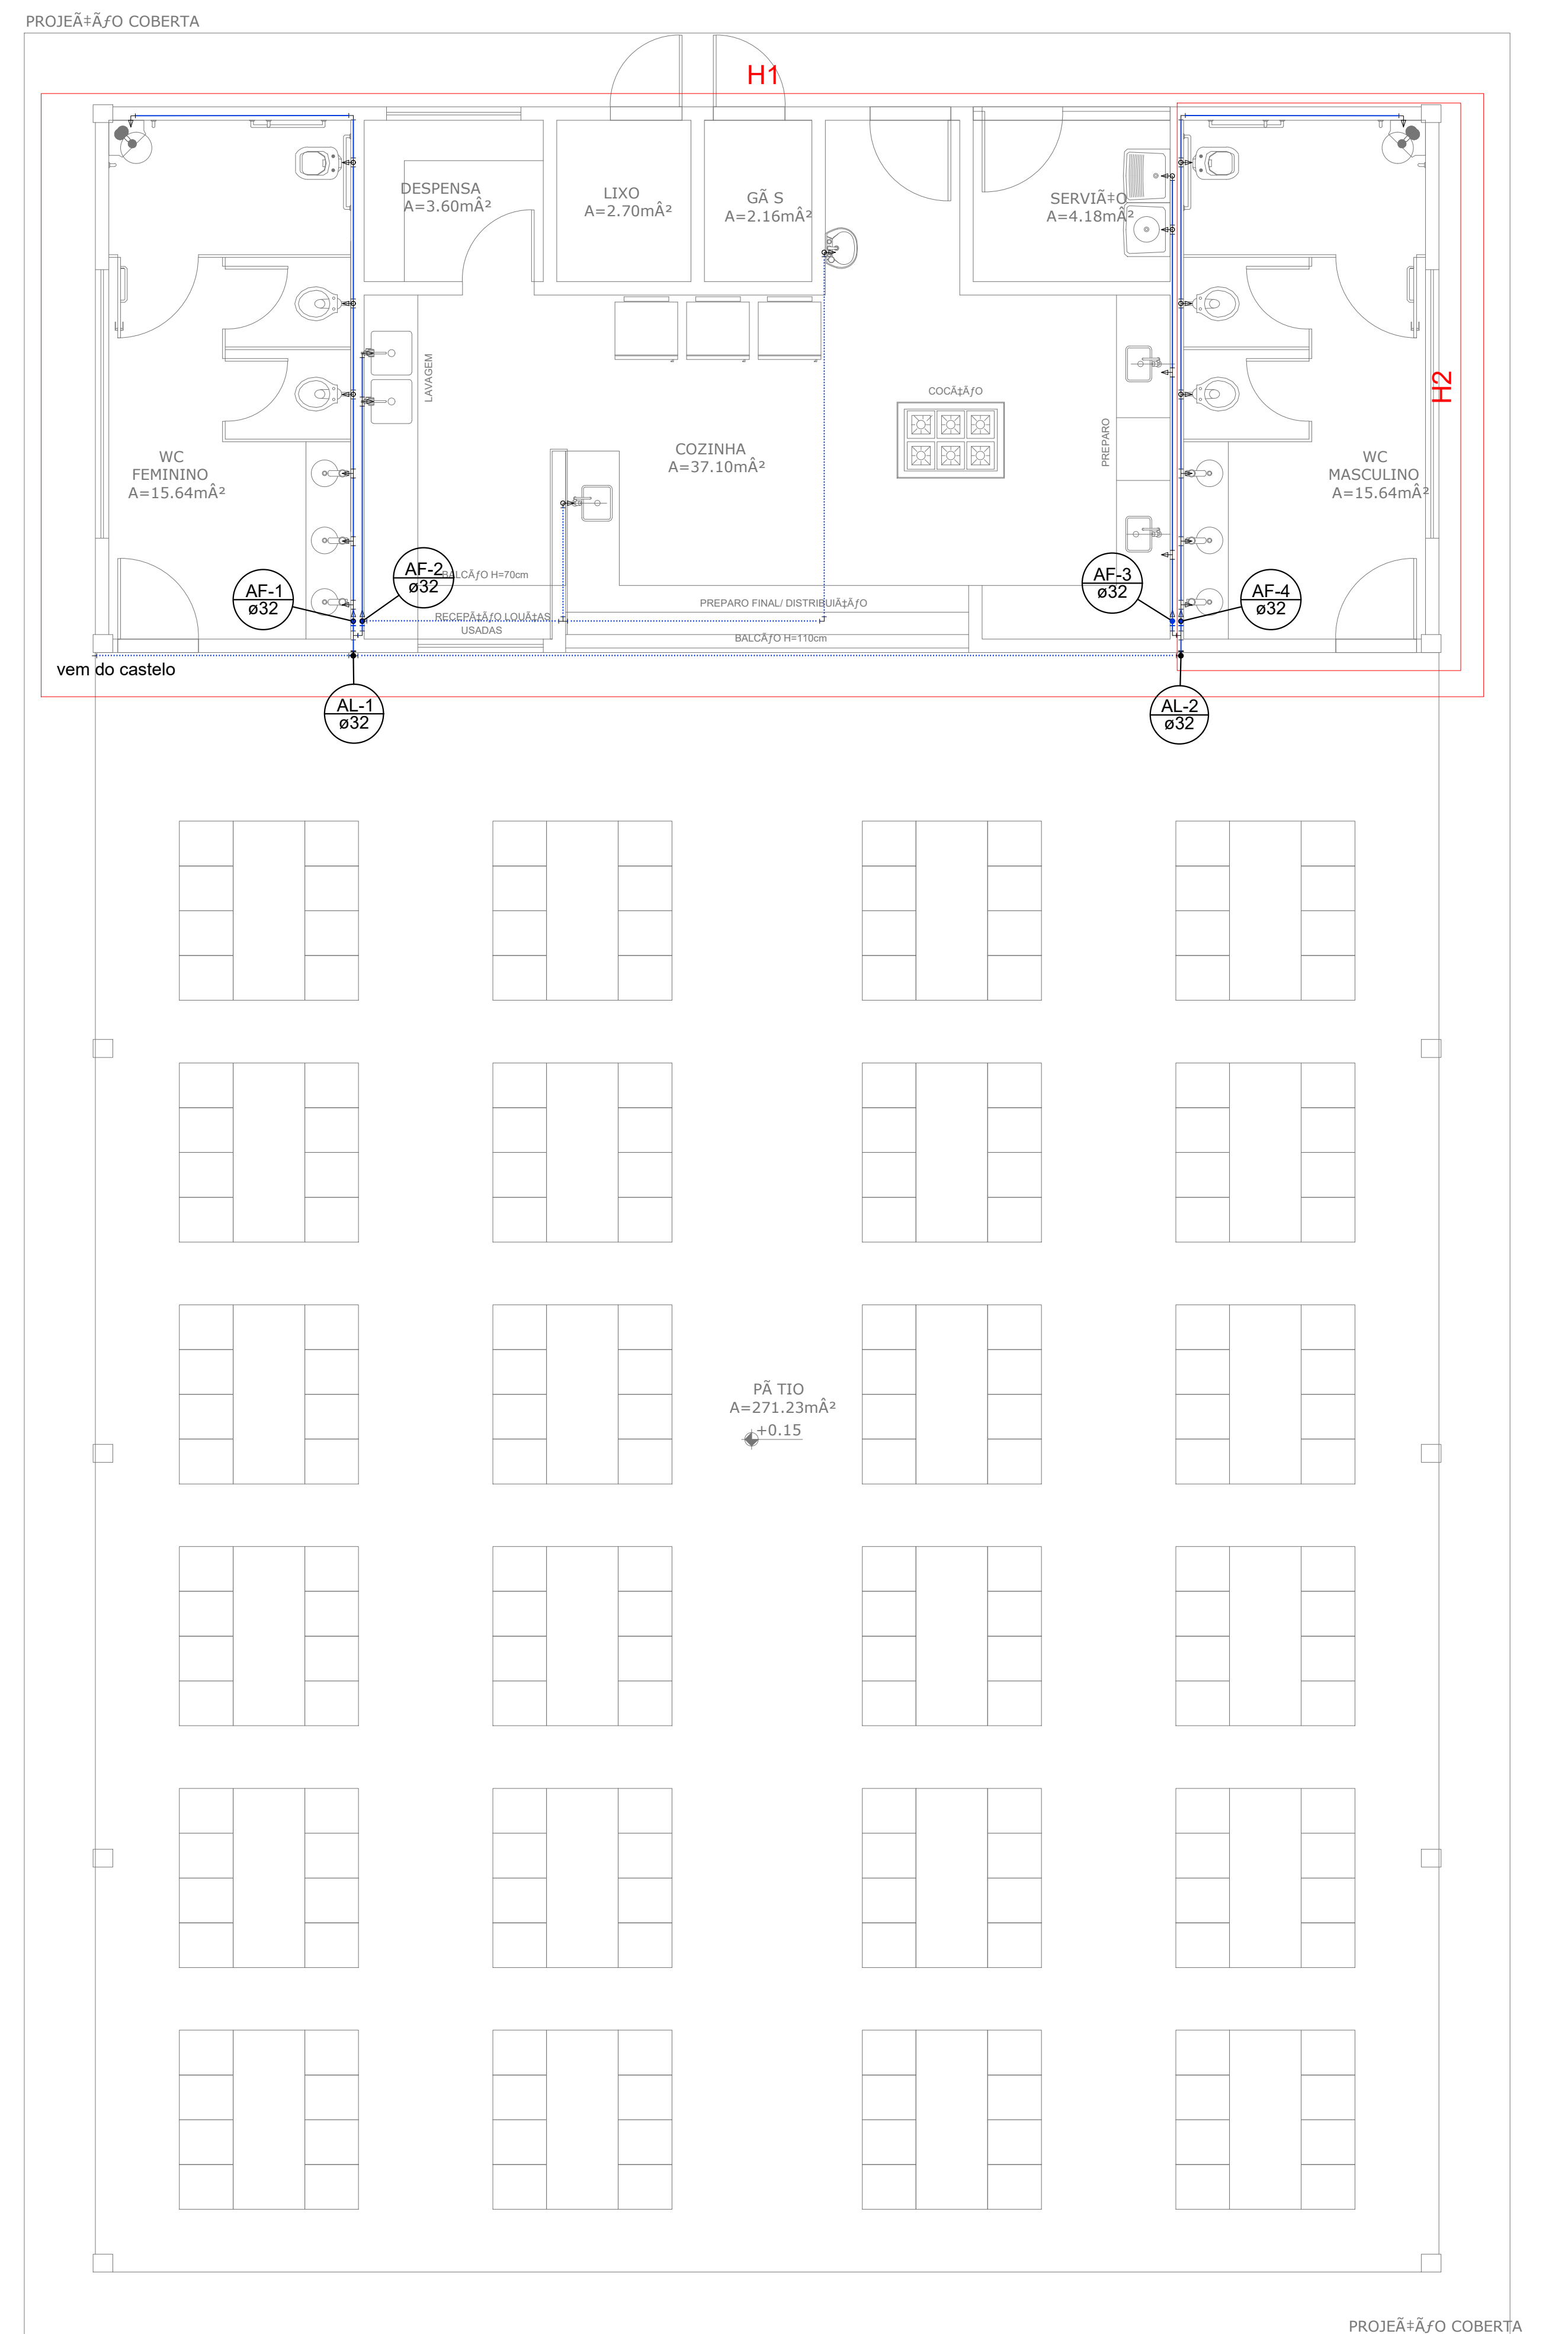 PROJEÃ‡ÃƒO COBERTA
H1
DESPENSA
A=3.60mÂ²
LIXO
A=2.70mÂ²
GÃ S
A=2.16mÂ²
SERVIÃ‡O
A=4.18mÂ²
LAVAGEM
COCÃ‡ÃƒO
H2
COZINHA
A=37.10mÂ²
PREPARO
WC
FEMININO
A=15.64mÂ²
WC
MASCULINO
A=15.64mÂ²
AF-1
ø32
AF-2
ø32
BALCÃƒO H=70cm
AF-3
ø32
AF-4
ø32
PREPARO FINAL/ DISTRIBUIÃ‡ÃƒO
RECEPÃ‡ÃƒO LOUÃ‡AS
USADAS
BALCÃƒO H=110cm
vem do castelo
AL-1
ø32
AL-2
ø32
PÃ TIO
A=271.23mÂ²
+0.15
PROJEÃ‡ÃƒO COBERTA